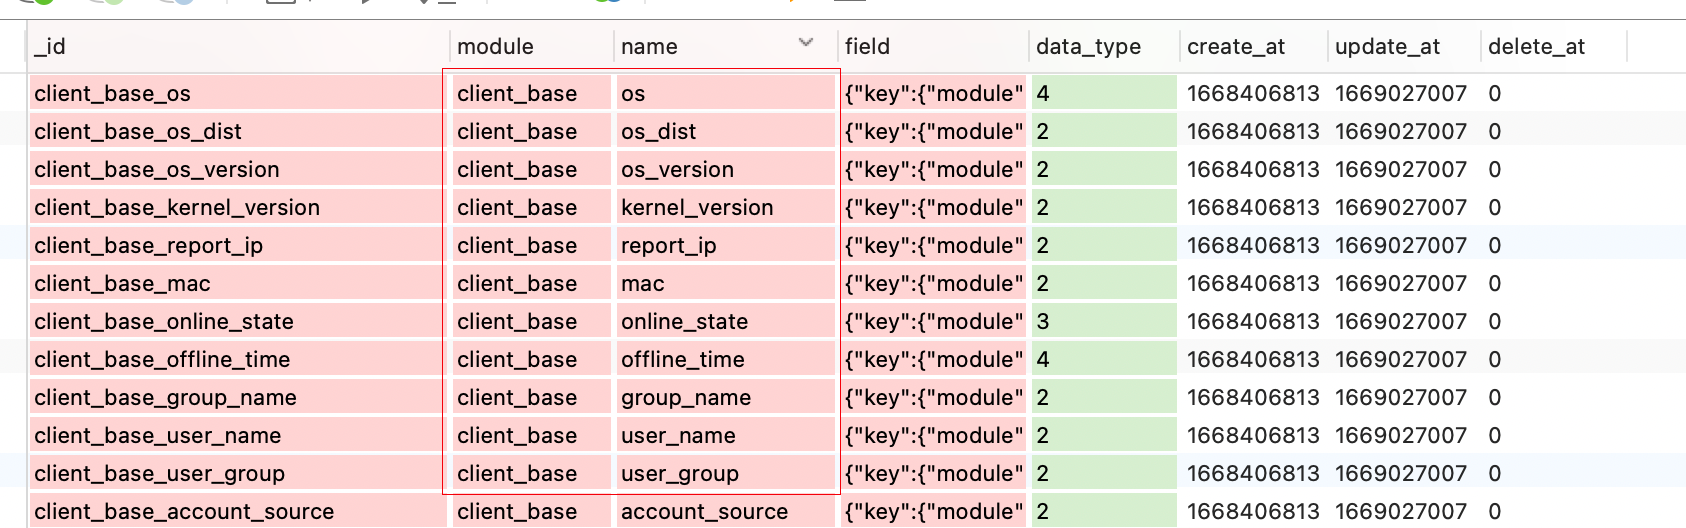 _id module name field data_type create_at update_at delete_at
client_base_os client_base os {"key":{"module" 4 1668406813 1669027007 0
client_base_os_dist client_base os_dist {"key":{"module" 2 1668406813 1669027007 0
client_base_os_version client_base os_version {"key":{"module" 2 1668406813 1669027007 0
client_base_kernel_version client_base kernel_version {"key":{"module" 2 1668406813 1669027007 0
client_base_report_ip client_base report_ip {"key":{"module" 2 1668406813 1669027007 0
client_base_mac client_base mac {"key":{"module" 2 1668406813 1669027007 0
client_base_online_state client_base online_state {"key":{"module" 3 1668406813 1669027007 0
client_base_offline_time client_base offline_time {"key":{"module" 4 1668406813 1669027007 0
client_base_group_name client_base group_name {"key":{"module" 2 1668406813 1669027007 0
client_base_user_name client_base user_name {"key":{"module" 2 1668406813 1669027007 0
client_base_user_group client_base user_group {"key":{"module" 2 1668406813 1669027007 0
client_base_account_source client_base account_source {"key":{"module" 2 1668406813 1669027007 0